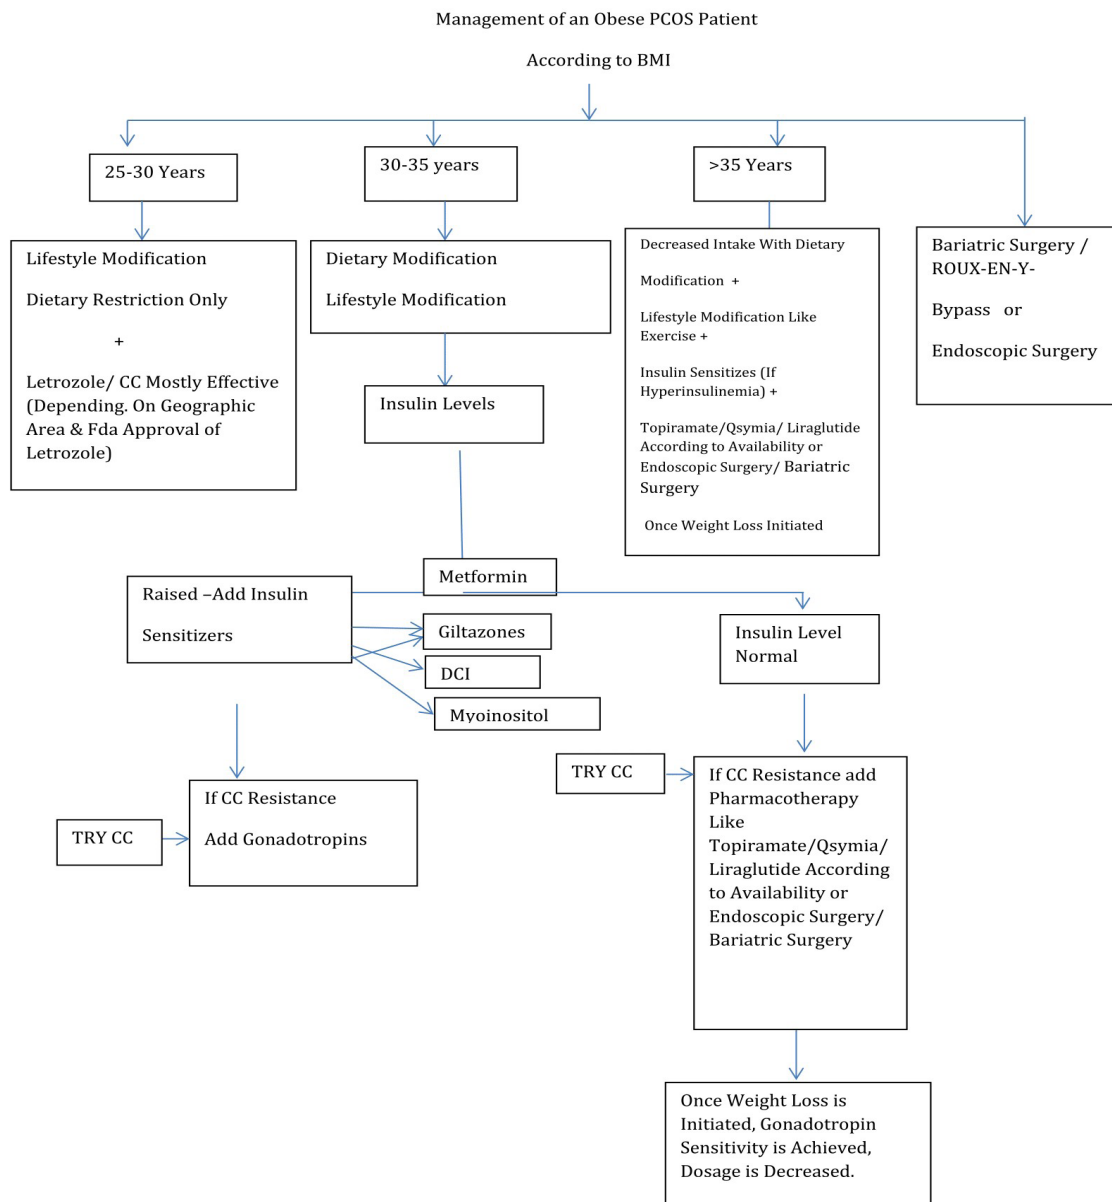 Management of an Obese PCOS Patient
According to BMI
25-30 Years
30-35 years
>35 Years
Lifestyle Modification
Dietary Restriction Only
+
Letrozole/ CC Mostly Effective
(Depending. On Geographic
Area & Fda Approval of
Letrozole)
Dietary Modification
Lifestyle Modification
Decreased Intake With Dietary
Modification +
Lifestyle Modification Like
Exercise +
Insulin Sensitizes (If
Hyperinsulinemia) +
Topiramate/Qsymia/ Liraglutide
According to Availability or
Endoscopic Surgery/ Bariatric
Surgery
Once Weight Loss Initiated
Bariatric Surgery /
ROUX-EN-Y-
Bypass or
Endoscopic Surgery
Insulin Levels
Raised –Add Insulin
Sensitizers
Metformin
Giltazones
DCI
Myoinositol
Insulin Level
Normal
TRY CC
If CC Resistance
Add Gonadotropins
TRY CC
If CC Resistance add
Pharmacotherapy
Like
Topiramate/Qsymia/
Liraglutide According
to Availability or
Endoscopic Surgery/
Bariatric Surgery
Once Weight Loss is
Initiated, Gonadotropin
Sensitivity is Achieved,
Dosage is Decreased.